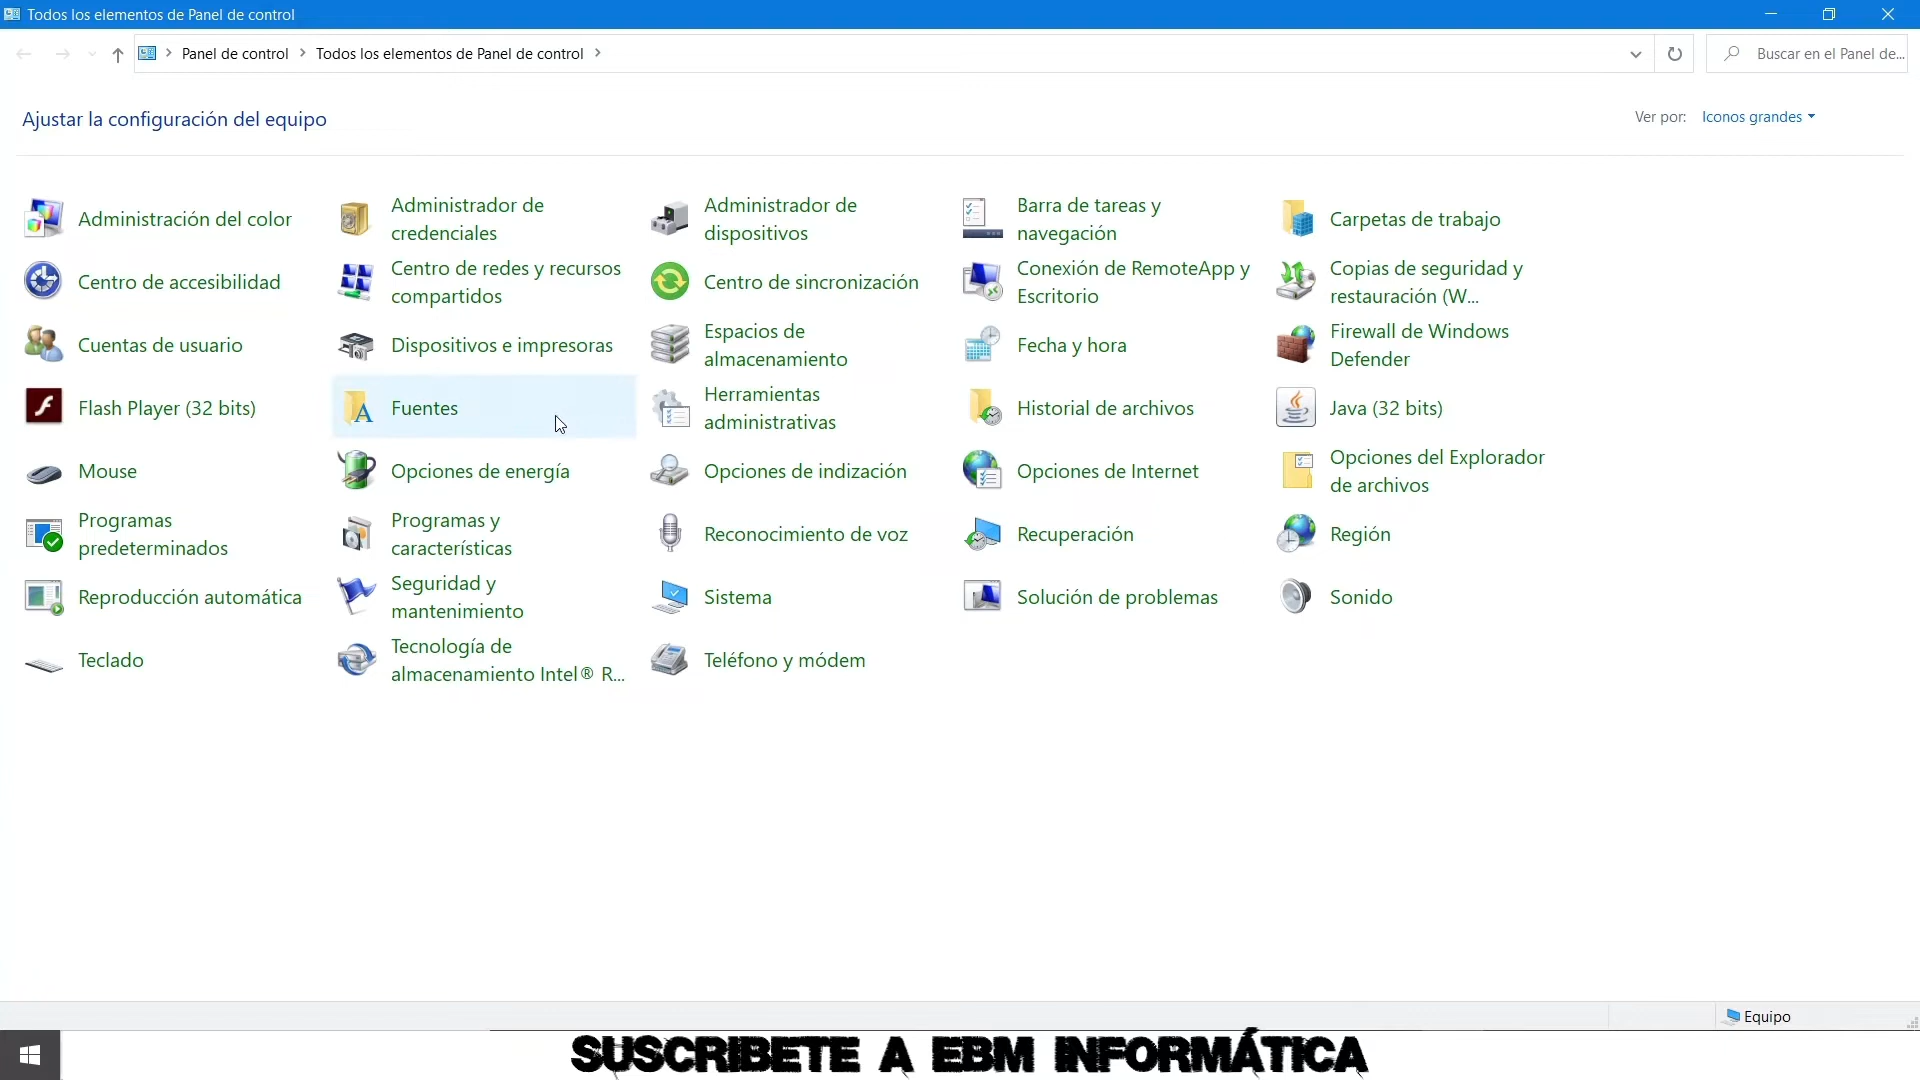 Todos los elementos de Panel de control
Panel de control
Todos los elementos de Panel de control
Buscar en el Panel de...
Ajustar la configuración del equipo
Ver por:
Iconos grandes
Administración del color
Administrador de
credenciales
Administrador de
dispositivos
Barra de tareas y
navegación
Carpetas de trabajo
Centro de accesibilidad
Centro de redes y recursos
compartidos
Centro de sincronización
Conexión de RemoteApp y
Escritorio
Copias de seguridad y
restauración (W...
Cuentas de usuario
Dispositivos e impresoras
Espacios de
almacenamiento
Fecha y hora
Firewall de Windows
Defender
Flash Player (32 bits)
Fuentes
Herramientas
administrativas
Historial de archivos
Java (32 bits)
Mouse
Opciones de energía
Opciones de indización
Opciones de Internet
Opciones del Explorador
de archivos
Programas
predeterminados
Programas y
características
Reconocimiento de voz
Recuperación
Región
Reproducción automática
Seguridad y
mantenimiento
Sistema
Solución de problemas
Sonido
Teclado
Tecnología de
almacenamiento Intel® R...
Teléfono y módem
Equipo
SUSCRIBETE A EBM INFORMÁTICA